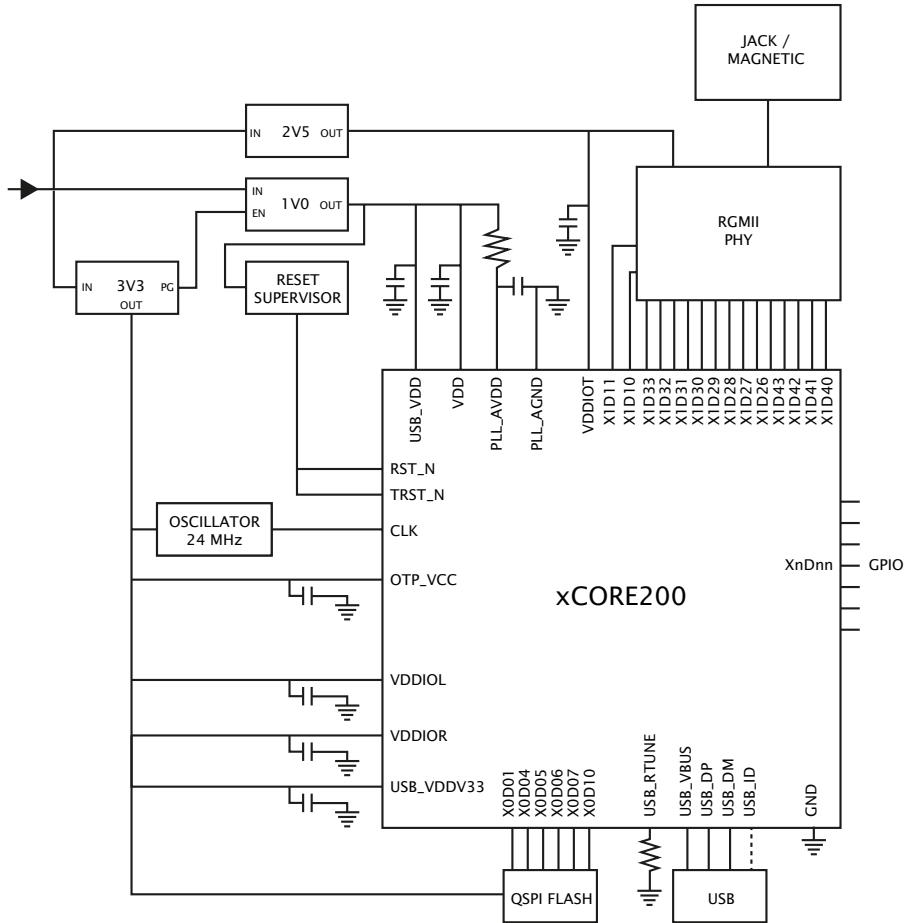 JACK /
MAGNETIC
IN 2V5 OUT
IN
1V0 OUT
EN
RGMII
PHY
IN 3V3 PG
OUT
RESET
SUPERVISOR
USB_VDD
VDD
PLL_AVDD
PLL_AGND
VDDIOT
X1D11
X1D10
X1D33
X1D32
X1D31
X1D30
X1D29
X1D28
X1D27
X1D26
X1D43
X1D42
X1D41
X1D40
RST_N
TRST_N
OSCILLATOR
24 MHz
CLK
XnDnn GPIO
OTP_VCC
xCORE200
VDDIOL
VDDIOR
USB_VDDV33
X0D01
X0D04
X0D05
X0D06
X0D07
X0D10
USB_RTUNE
USB_VBUS
USB_DP
USB_DM
USB_ID
GND
QSPI FLASH
USB